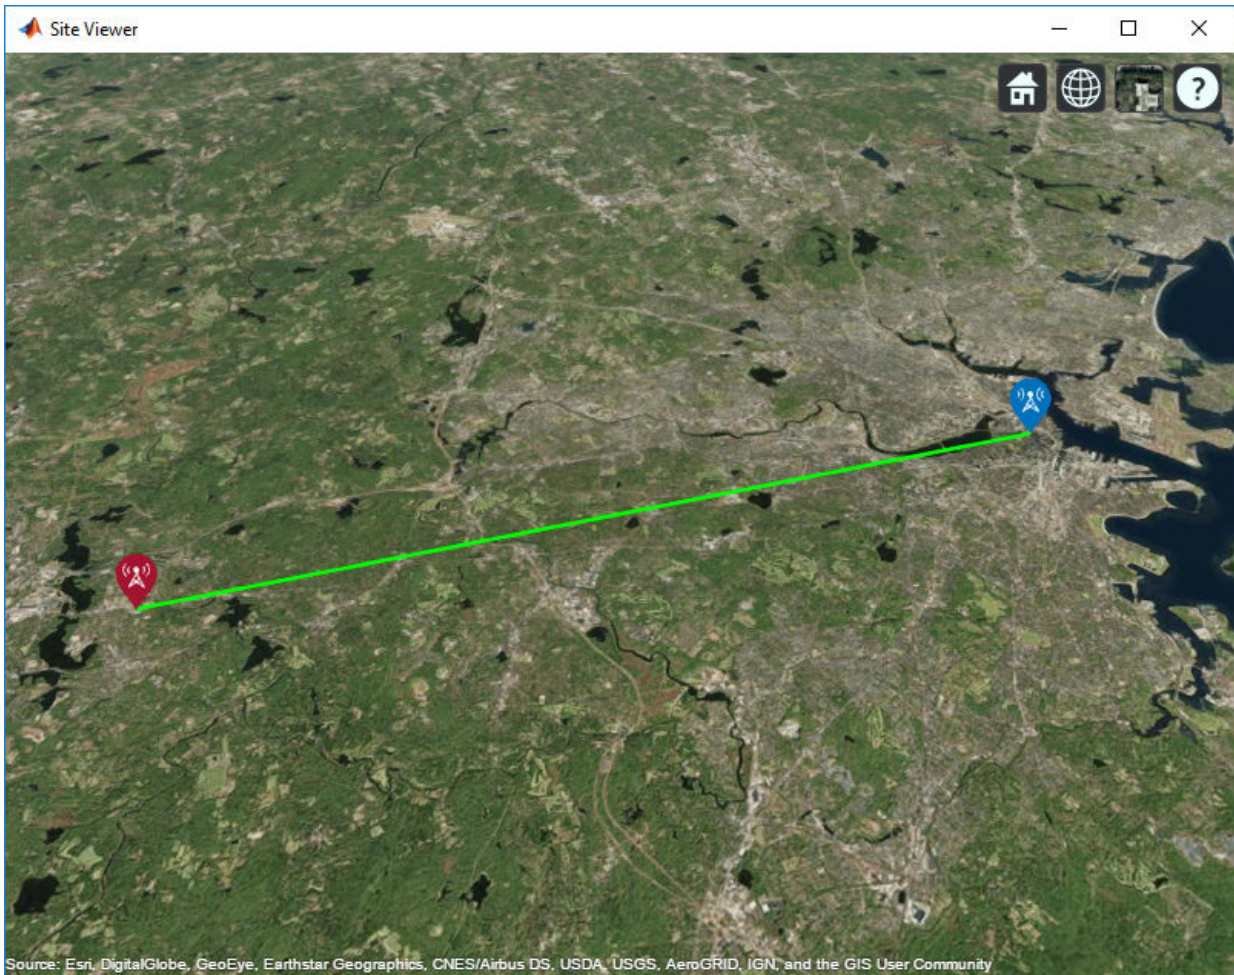 Site Viewer
?
Source: Esri, DigitalGlobe, GeoEye, Earthstar Geographics, CNES/Airbus DS, USDA, USGS, AeroGRID, IGN, and the GIS User Community